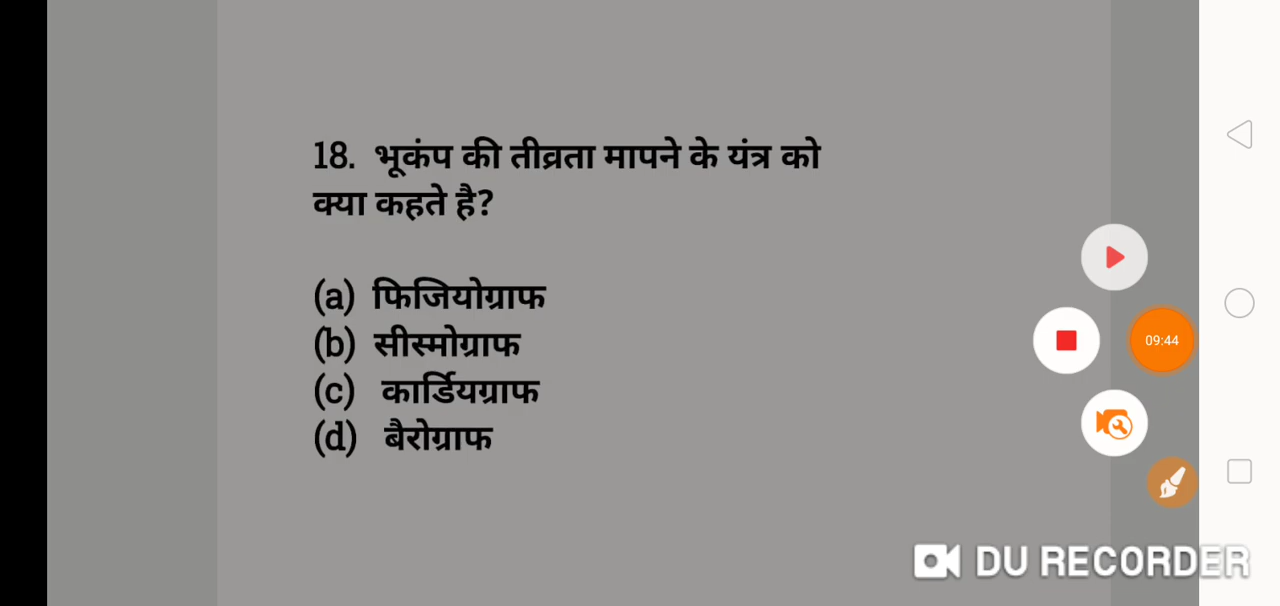 18. भूकंप की तीव्रता मापने के यंत्र को
क्या कहते है?
(a) फिजियोग्राफ
(b) सीस्मोग्राफ
(c) कार्डियग्राफ
(d) बैरोग्राफ
09:44
DU RECORDER